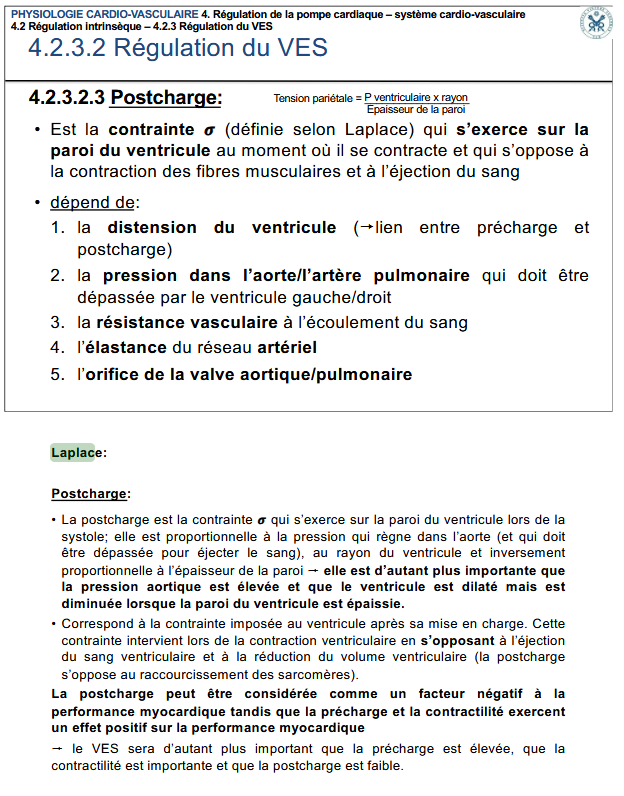 PHYSIOLOGIE CARDIO-VASCULAIRE 4. Régulation de la pompe cardiaque – système cardio-vasculaire
4.2 Régulation intrinsèque – 4.2.3 Régulation du VES
4.2.3.2 Régulation du VES
4.2.3.2.3 Postcharge:
Tension pariétale = P ventriculaire x rayon
Epaisseur de la paroi
• Est la contrainte σ (définie selon Laplace) qui s’exerce sur la
paroi du ventricule au moment où il se contracte et qui s’oppose à
la contraction des fibres musculaires et à l’éjection du sang
• dépend de:
1. la distension du ventricule (→lien entre précharge et
postcharge)
2. la pression dans l’aorte/l’artère pulmonaire qui doit être
dépassée par le ventricule gauche/droit
3. la résistance vasculaire à l’écoulement du sang
4. l’élastance du réseau artériel
5. l’orifice de la valve aortique/pulmonaire
Laplace:
Postcharge:
• La postcharge est la contrainte σ qui s’exerce sur la paroi du ventricule lors de la
systole; elle est proportionnelle à la pression qui règne dans l’aorte (et qui doit
être dépassée pour éjecter le sang), au rayon du ventricule et inversement
proportionnelle à l’épaisseur de la paroi → elle est d’autant plus importante que
la pression aortique est élevée et que le ventricule est dilaté mais est
diminuée lorsque la paroi du ventricule est épaissie.
• Correspond à la contrainte imposée au ventricule après sa mise en charge. Cette
contrainte intervient lors de la contraction ventriculaire en s’opposant à l’éjection
du sang ventriculaire et à la réduction du volume ventriculaire (la postcharge
s’oppose au raccourcissement des sarcomères).
La postcharge peut être considérée comme un facteur négatif à la
performance myocardique tandis que la précharge et la contractilité exercent
un effet positif sur la performance myocardique
→ le VES sera d’autant plus important que la précharge est élevée, que la
contractilité est importante et que la postcharge est faible.